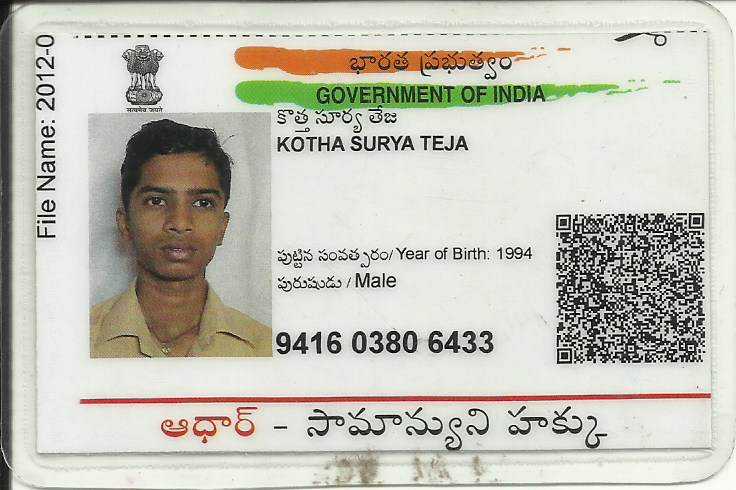 File Name: 2012-0
భారత ప్రభుత్వం
GOVERNMENT OF INDIA
सत्यमेव जयते
కొత్త సూర్య తేజ
KOTHA SURYA TEJA
పుట్టిన సంవత్సరం/ Year of Birth: 1994
పురుషుడు / Male
9416 0380 6433
ఆధార్ - సామాన్యుని హక్కు